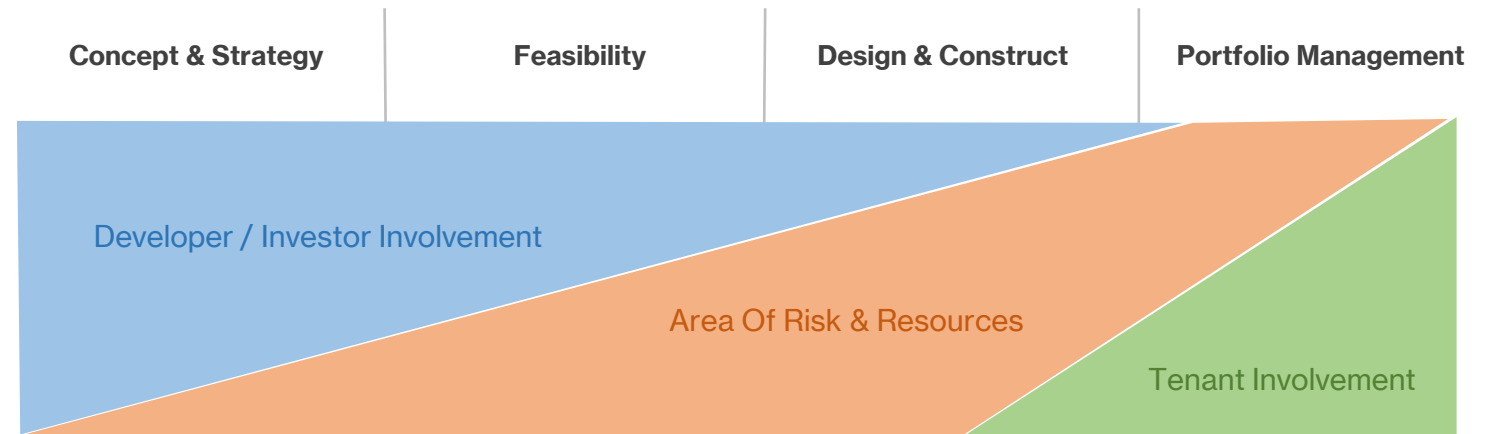 Concept & Strategy
Feasibility
Design & Construct
Portfolio Management
Developer / Investor Involvement
Area Of Risk & Resources
Tenant Involvement